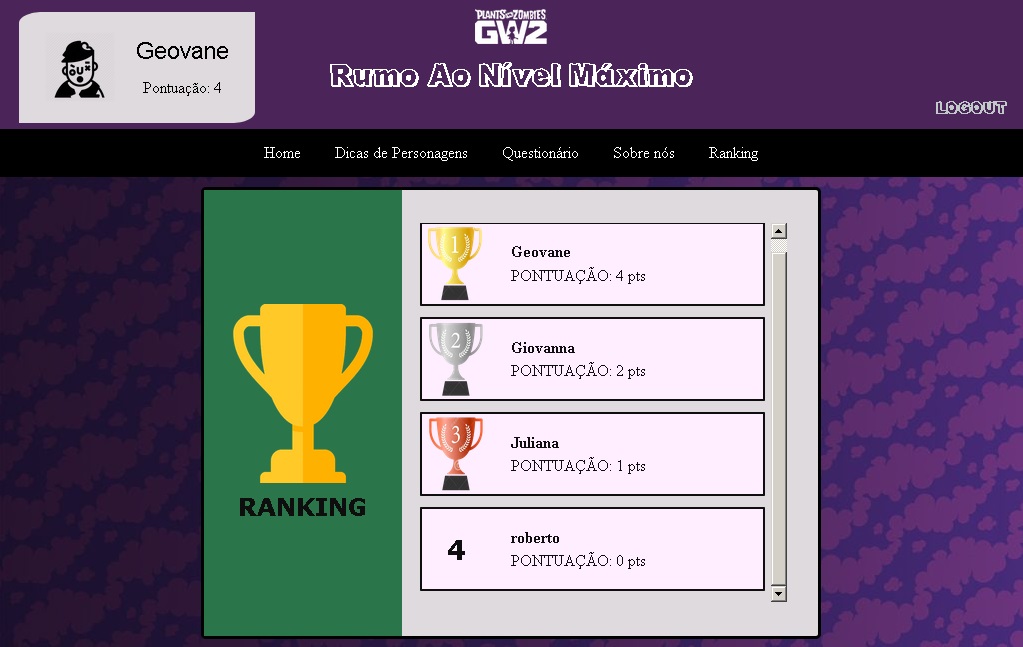 Geovane
Pontuação: 4
PLANTS vs ZOMBIES
GW2
Rumo Ao Nível Máximo
LOGOUT
Home Dicas de Personagens Questionário Sobre nós Ranking
RANKING
1
Geovane
PONTUAÇÃO: 4 pts
2
Giovanna
PONTUAÇÃO: 2 pts
3
Juliana
PONTUAÇÃO: 1 pts
4
roberto
PONTUAÇÃO: 0 pts